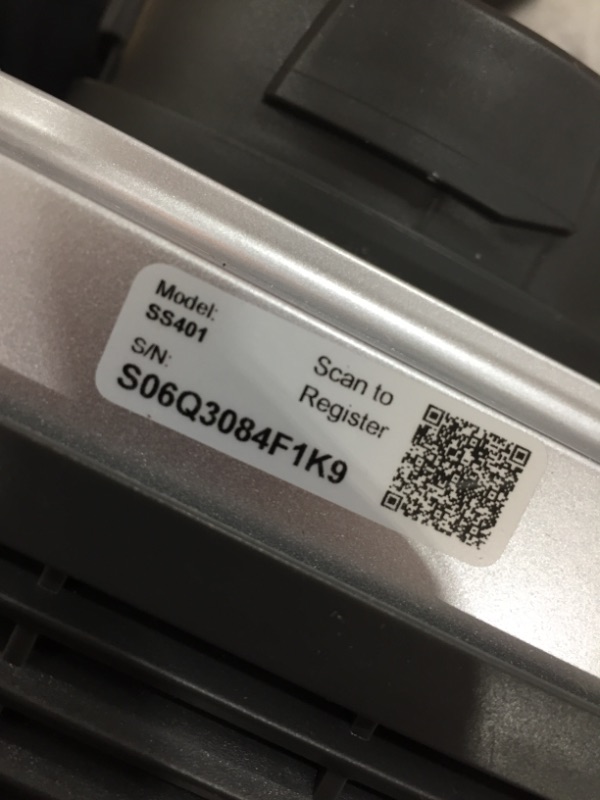 Model:
SS401
S/N:
S06Q3084F1K9
Scan to
Register